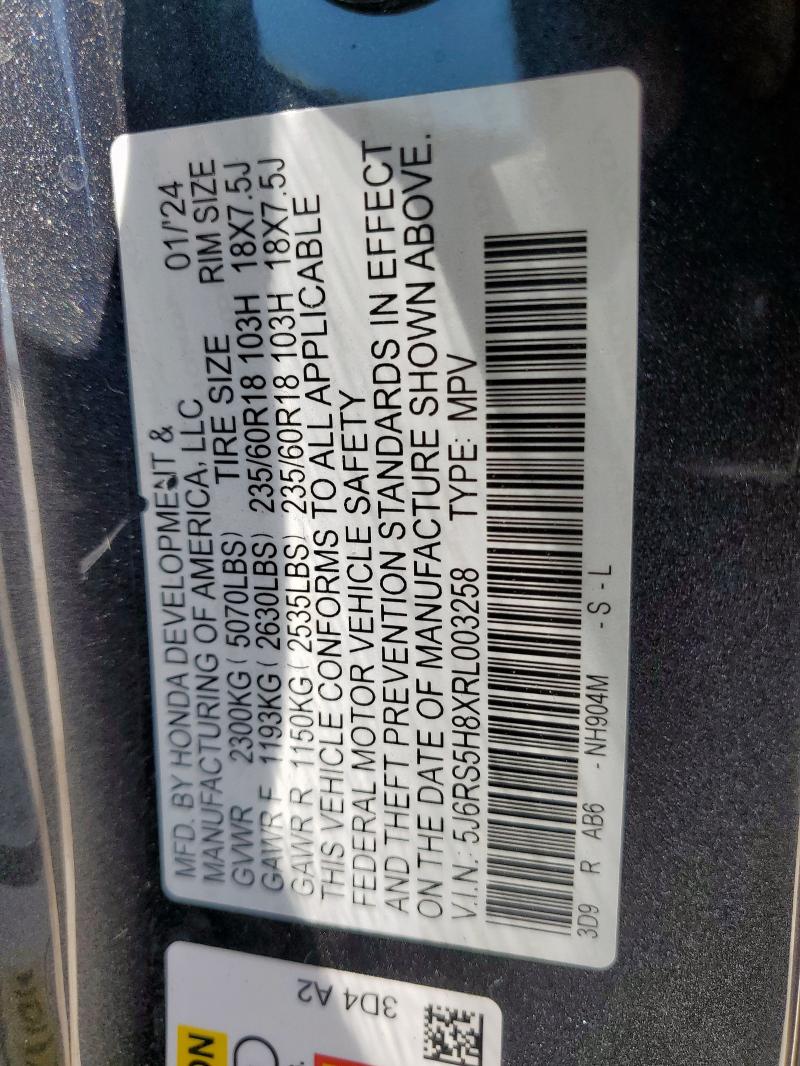 MFD. BY HONDA DEVELOPMENT & 01/'24
MANUFACTURING OF AMERICA, LLC TIRE SIZE RIM SIZE
GVWR 2300KG ( 5070LBS)
GAWR F 1193KG ( 2630LBS) 235/60R18 103H 18X7.5J
GAWR R 1150KG ( 2535LBS) 235/60R18 103H 18X7.5J
THIS VEHICLE CONFORMS TO ALL APPLICABLE
FEDERAL MOTOR VEHICLE SAFETY
AND THEFT PREVENTION STANDARDS IN EFFECT
ON THE DATE OF MANUFACTURE SHOWN ABOVE.
V.I.N.: 5J6RS5H8XRL003258 TYPE: MPV
3D9 R AB6 -NH904M -S-L
3D4 A2